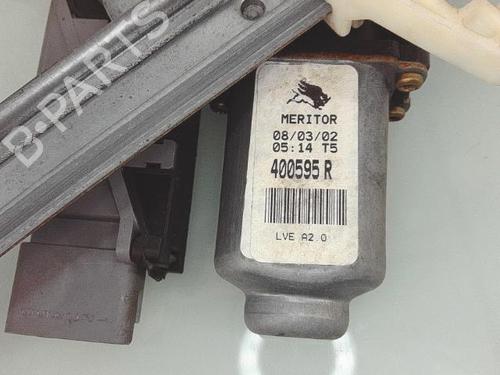 B-PARTS
MERITOR
08/03/02
05:14 T5
400595 R
LVE A2.0